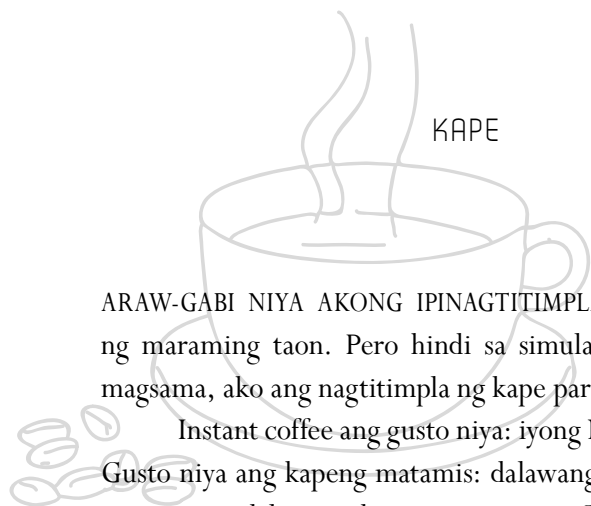 KAPE
ARAW-GABI NIYA AKONG
ng maraming taon. Pero hindi sa simula
magsama, ako ang nagtitimpla ng kape
Instant coffee ang gusto niya: iyong
Gusto niya ang kapeng matamis: dalawang